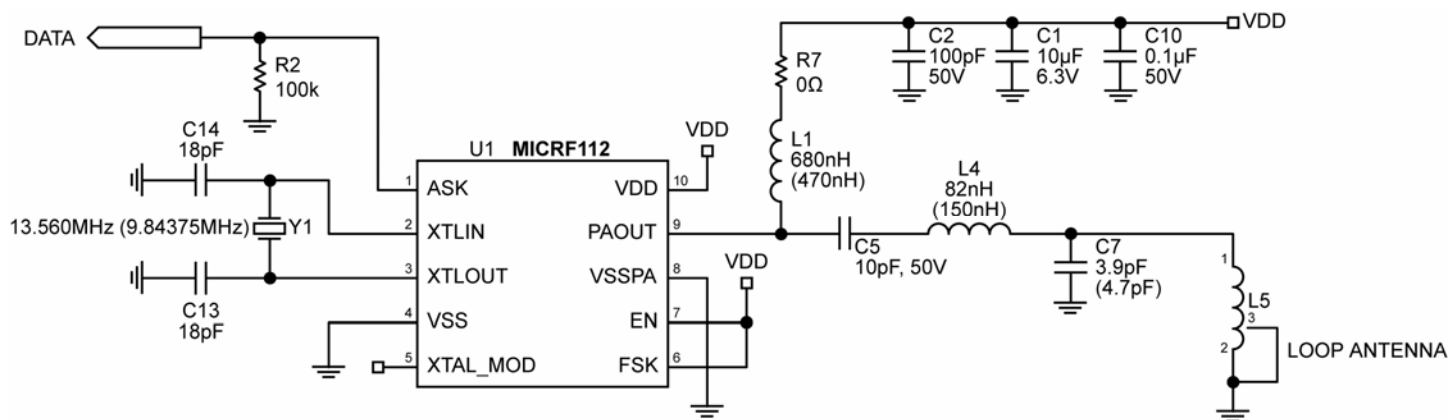 DATA
R2
100k
C14
18pF
13.560MHz (9.84375MHz)
Y1
C13
18pF
U1 MICRF112
1 ASK
2 XTLIN
3 XTLOUT
4 VSS
5 XTAL_MOD
VDD 10
PAOUT 9
VSSPA 8
EN 7
FSK 6
VDD
VDD
R7
0Ω
L1
680nH
(470nH)
C2
100pF
50V
C1
10µF
6.3V
C10
0.1µF
50V
VDD
C5
10pF, 50V
L4
82nH
(150nH)
C7
3.9pF
(4.7pF)
1
L5
3
2
LOOP ANTENNA